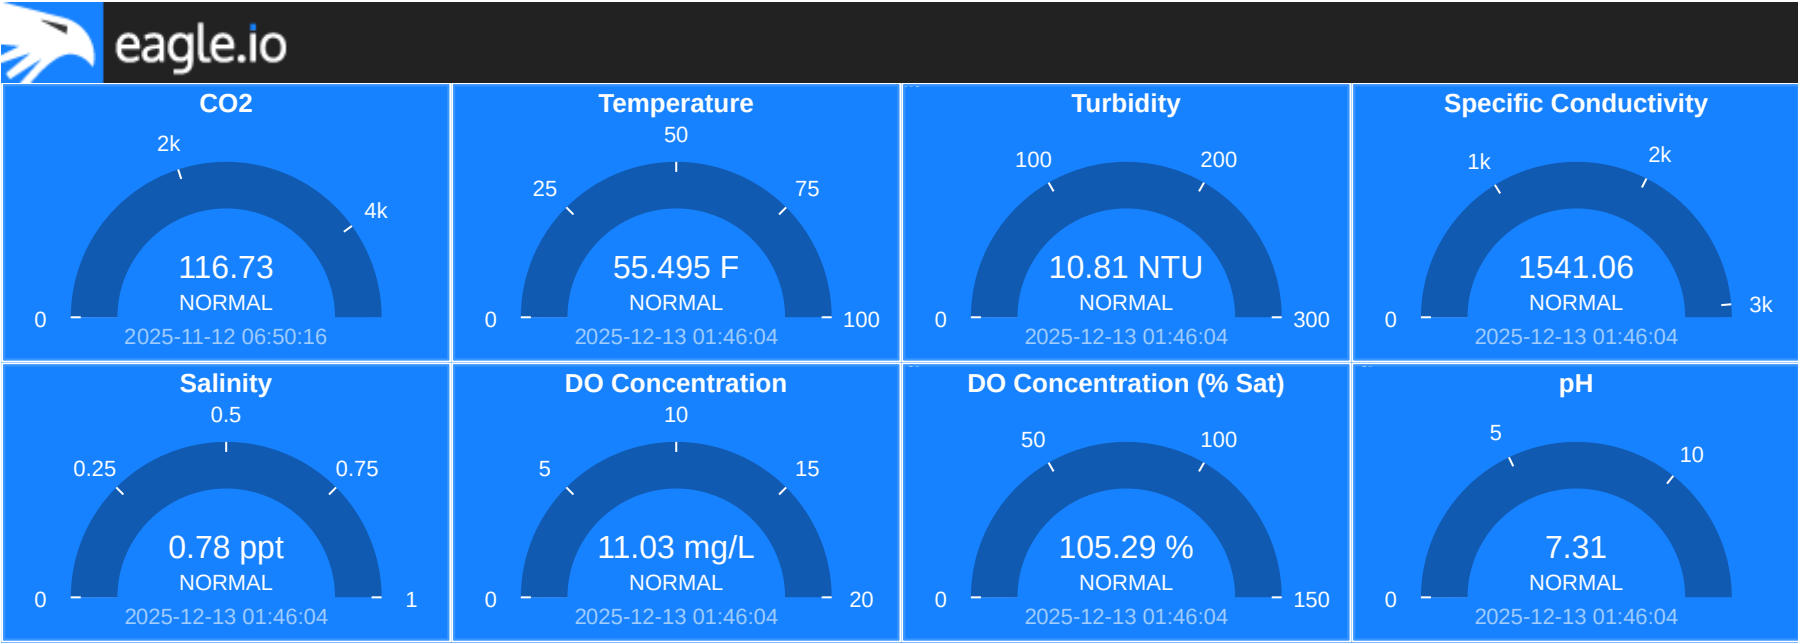 eagle.io
CO2
2k
4k
0
116.73
NORMAL
2025-11-12 06:50:16
Temperature
50
25
75
0
100
55.495 F
NORMAL
2025-12-13 01:46:04
Turbidity
100
200
0
300
10.81 NTU
NORMAL
2025-12-13 01:46:04
Specific Conductivity
1k
2k
0
3k
1541.06
NORMAL
2025-12-13 01:46:04
Salinity
0.5
0.25
0.75
0
1
0.78 ppt
NORMAL
2025-12-13 01:46:04
DO Concentration
10
5
15
0
20
11.03 mg/L
NORMAL
2025-12-13 01:46:04
DO Concentration (% Sat)
50
100
0
150
105.29 %
NORMAL
2025-12-13 01:46:04
pH
5
10
0
7.31
NORMAL
2025-12-13 01:46:04